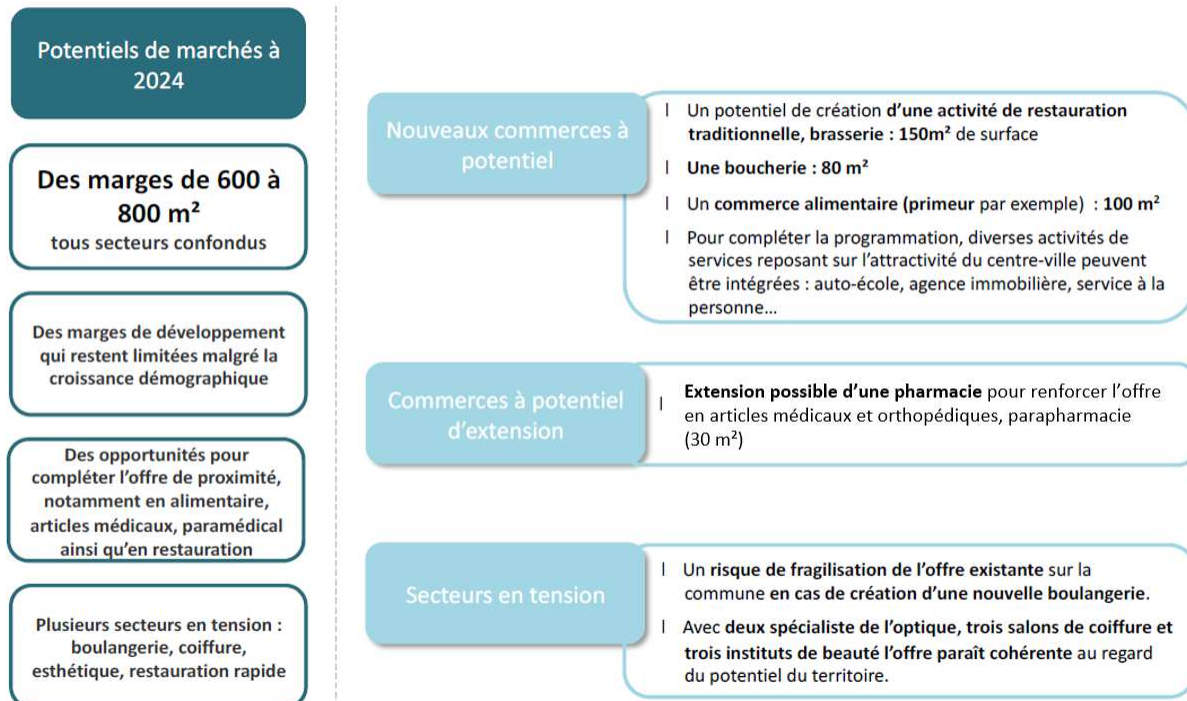 Potentiels de marchés à
2024
Des marges de 600 à
800 m²
tous secteurs confondus
Des marges de développement
qui restent limitées malgré la
croissance démographique
Des opportunités pour
compléter l'offre de proximité,
notamment en alimentaire,
articles médicaux, paramédical
ainsi qu'en restauration
Plusieurs secteurs en tension :
boulangerie, coiffure,
esthétique, restauration rapide
Nouveaux commerces à
potentiel
l Un potentiel de création d'une activité de restauration
traditionnelle, brasserie : 150m² de surface
l Une boucherie : 80 m²
l Un commerce alimentaire (primeur par exemple) : 100 m²
l Pour compléter la programmation, diverses activités de
services reposant sur l'attractivité du centre-ville peuvent
être intégrées : auto-école, agence immobilière, service à la
personne…
Commerces à potentiel
d'extension
l Extension possible d'une pharmacie pour renforcer l'offre
en articles médicaux et orthopédiques, parapharmacie
(30 m²)
Secteurs en tension
l Un risque de fragilisation de l'offre existante sur la
commune en cas de création d'une nouvelle boulangerie.
l Avec deux spécialiste de l'optique, trois salons de coiffure et
trois instituts de beauté l'offre paraît cohérente au regard
du potentiel du territoire.